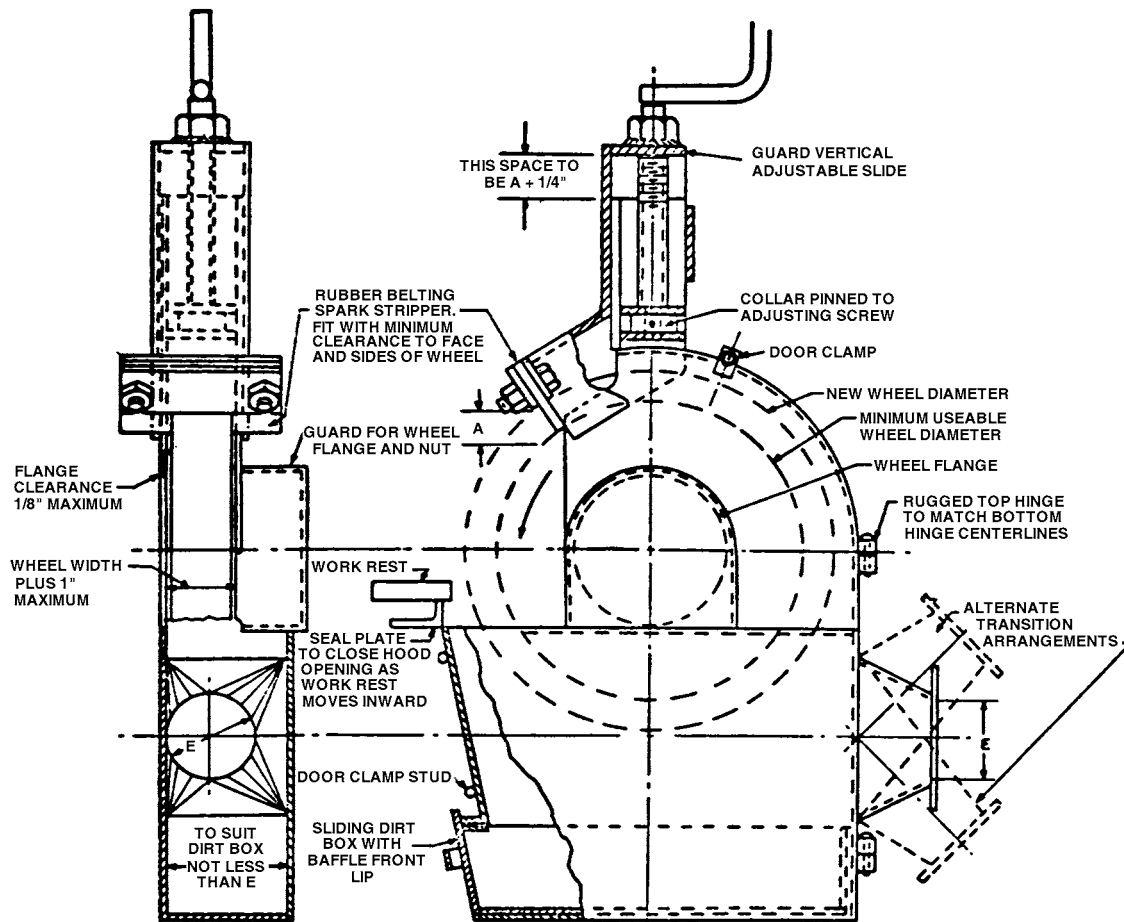 THIS SPACE TO
BE A + 1/4"
GUARD VERTICAL
ADJUSTABLE SLIDE
RUBBER BELTING
SPARK STRIPPER.
FIT WITH MINIMUM
CLEARANCE TO FACE
AND SIDES OF WHEEL
COLLAR PINNED TO
ADJUSTING SCREW
DOOR CLAMP
NEW WHEEL DIAMETER
MINIMUM USEABLE
WHEEL DIAMETER
WHEEL FLANGE
A
GUARD FOR WHEEL
FLANGE AND NUT
FLANGE
CLEARANCE
1/8" MAXIMUM
RUGGED TOP HINGE
TO MATCH BOTTOM
HINGE CENTERLINES
WHEEL WIDTH
PLUS 1"
MAXIMUM
WORK REST
ALTERNATE
TRANSITION
ARRANGEMENTS
SEAL PLATE
TO CLOSE HOOD
OPENING AS
WORK REST
MOVES INWARD
E
E
DOOR CLAMP STUD
SLIDING DIRT
BOX WITH
BAFFLE FRONT
LIP
TO SUIT
DIRT BOX
NOT LESS
THAN E